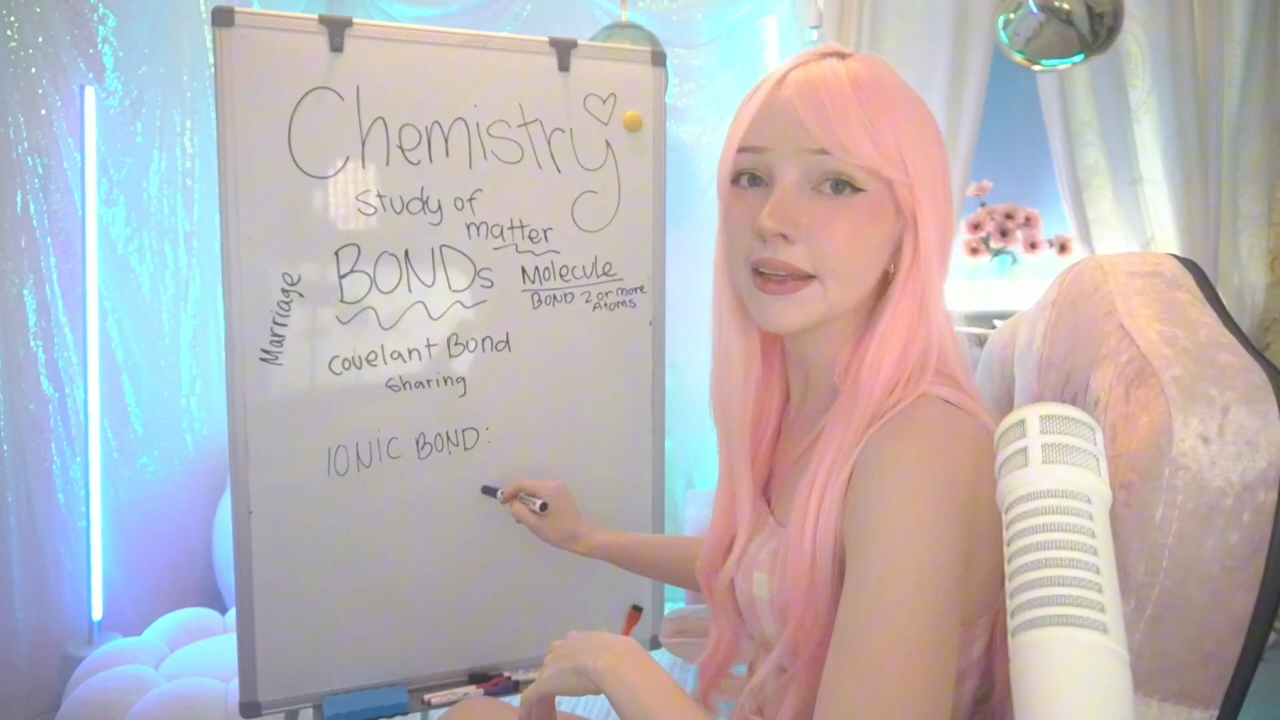 Chemistry
study of
matter
BONDs
Molecule
BOND 2 or more
Atoms
Marriage
covelant Bond
sharing
IONIC BOND: